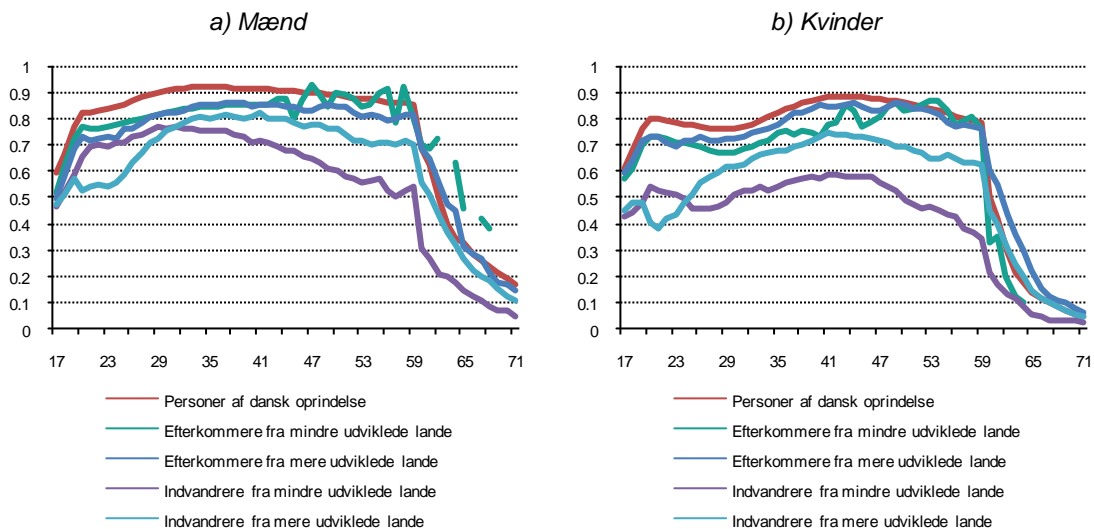 a) Mænd
1
0.9
0.8
0.7
0.6
0.5
0.4
0.3
0.2
0.1
0
17 23 29 35 41 47 53 59 65 71
Personer af dansk oprindelse
Efterkommere fra mindre udviklede lande
Efterkommere fra mere udviklede lande
Indvandrere fra mindre udviklede lande
Indvandrere fra mere udviklede lande
b) Kvinder
1
0.9
0.8
0.7
0.6
0.5
0.4
0.3
0.2
0.1
0
17 23 29 35 41 47 53 59 65 71
Personer af dansk oprindelse
Efterkommere fra mindre udviklede lande
Efterkommere fra mere udviklede lande
Indvandrere fra mindre udviklede lande
Indvandrere fra mere udviklede lande